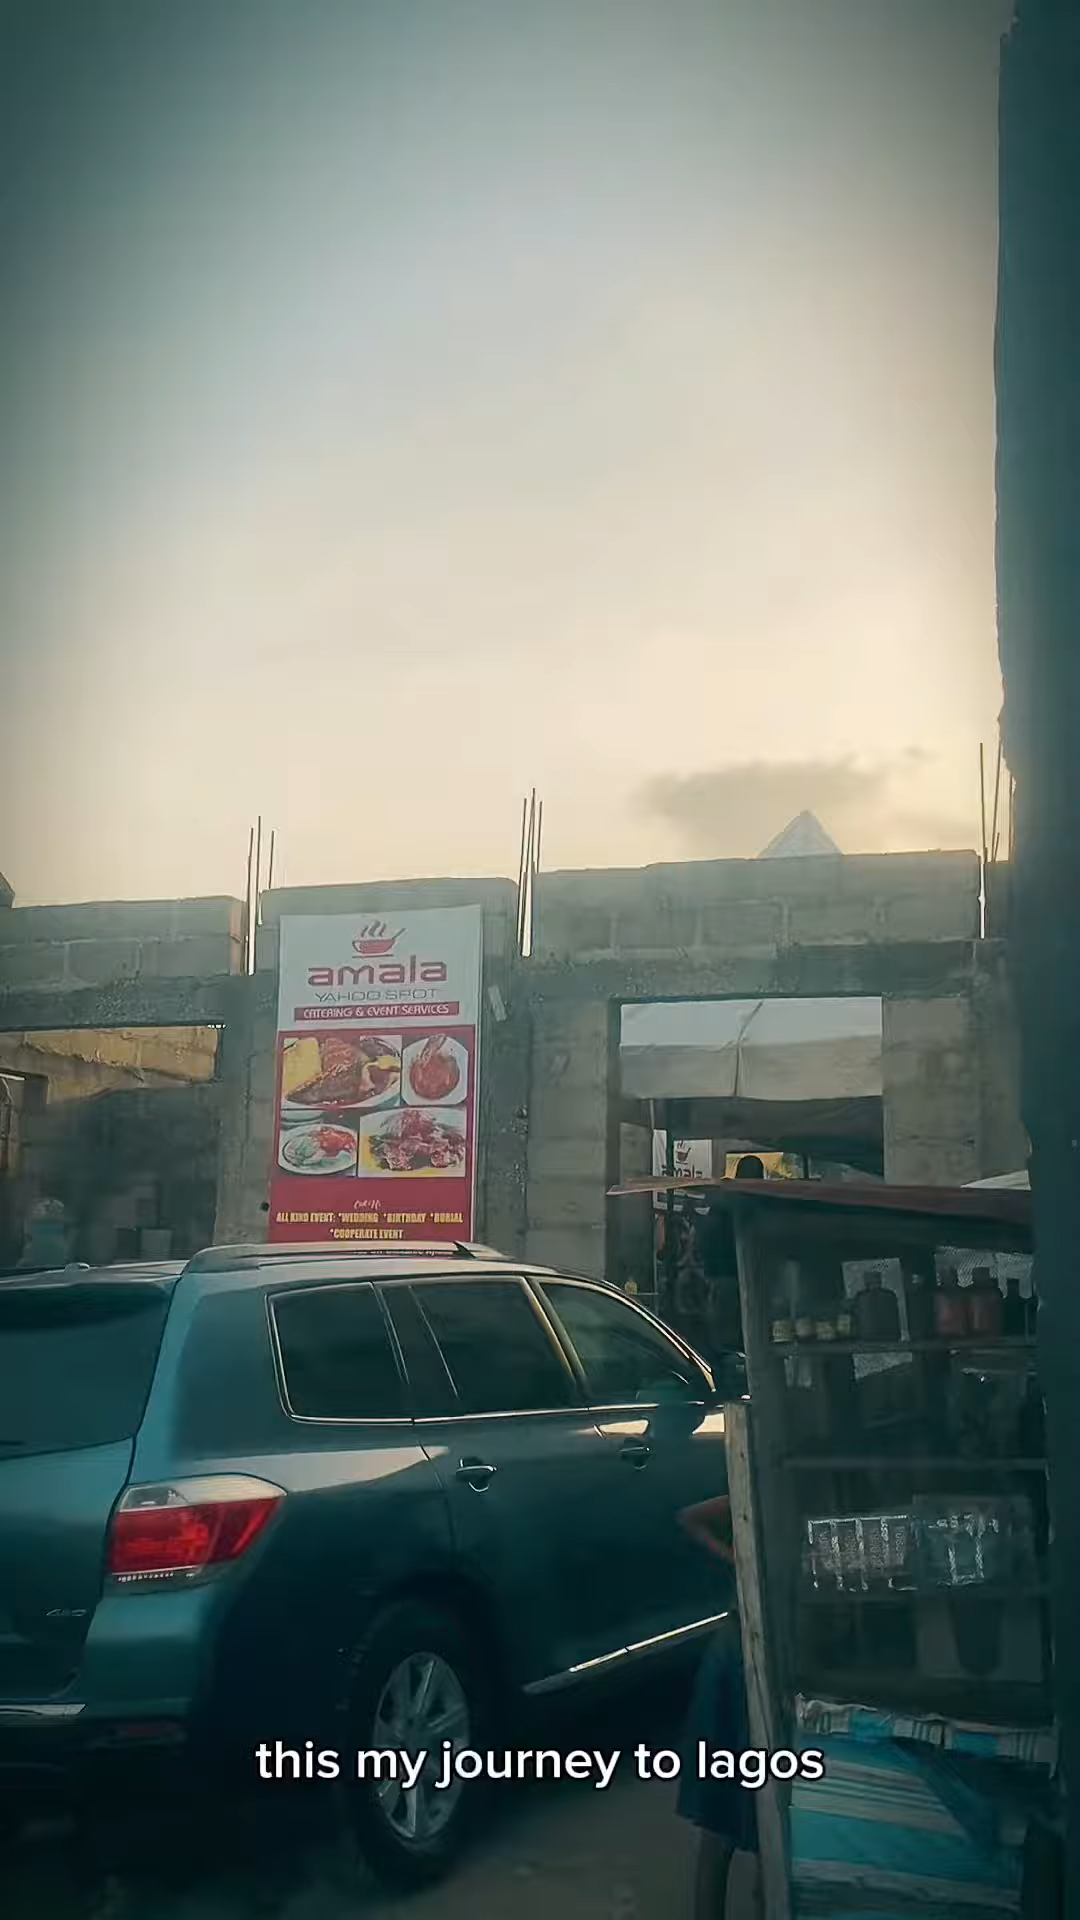 amala
YAHOO SPOT
CATERING & EVENT SERVICES
ALL KIND EVENT: *WEDDING *BIRTHDAY *BURIAL
*COOPERATE EVENT
amala
this my journey to lagos